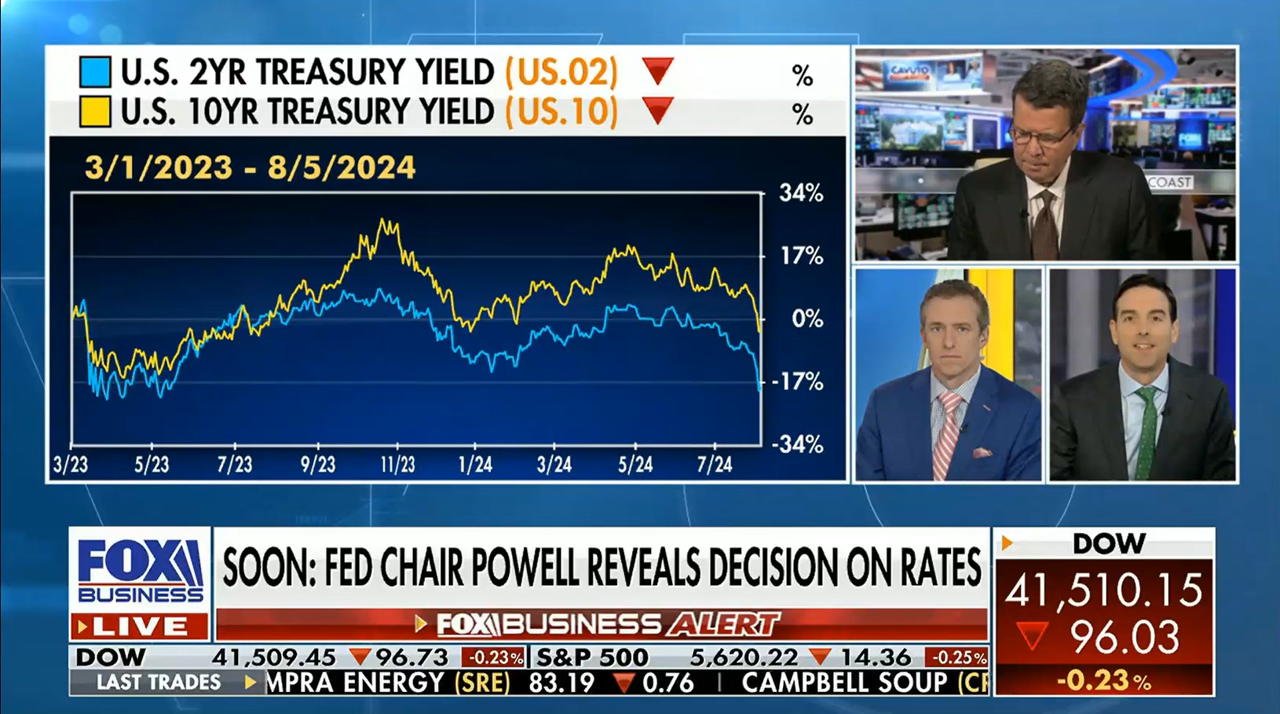 U.S. 2YR TREASURY YIELD (US.02) %
U.S. 10YR TREASURY YIELD (US.10) %
3/1/2023 - 8/5/2024
34%
17%
0%
-17%
-34%
3/23 5/23 7/23 9/23 11/23 1/24 3/24 5/24 7/24
CAVUTO
FOX
COAST
FOX BUSINESS
LIVE
SOON: FED CHAIR POWELL REVEALS DECISION ON RATES
FOX BUSINESS ALERT
DOW
41,510.15
96.03
-0.23%
DOW 41,509.45 96.73 -0.23% S&P 500 5,620.22 14.36 -0.25%
LAST TRADES MPRA ENERGY (SRE) 83.19 0.76 | CAMPBELL SOUP (CP